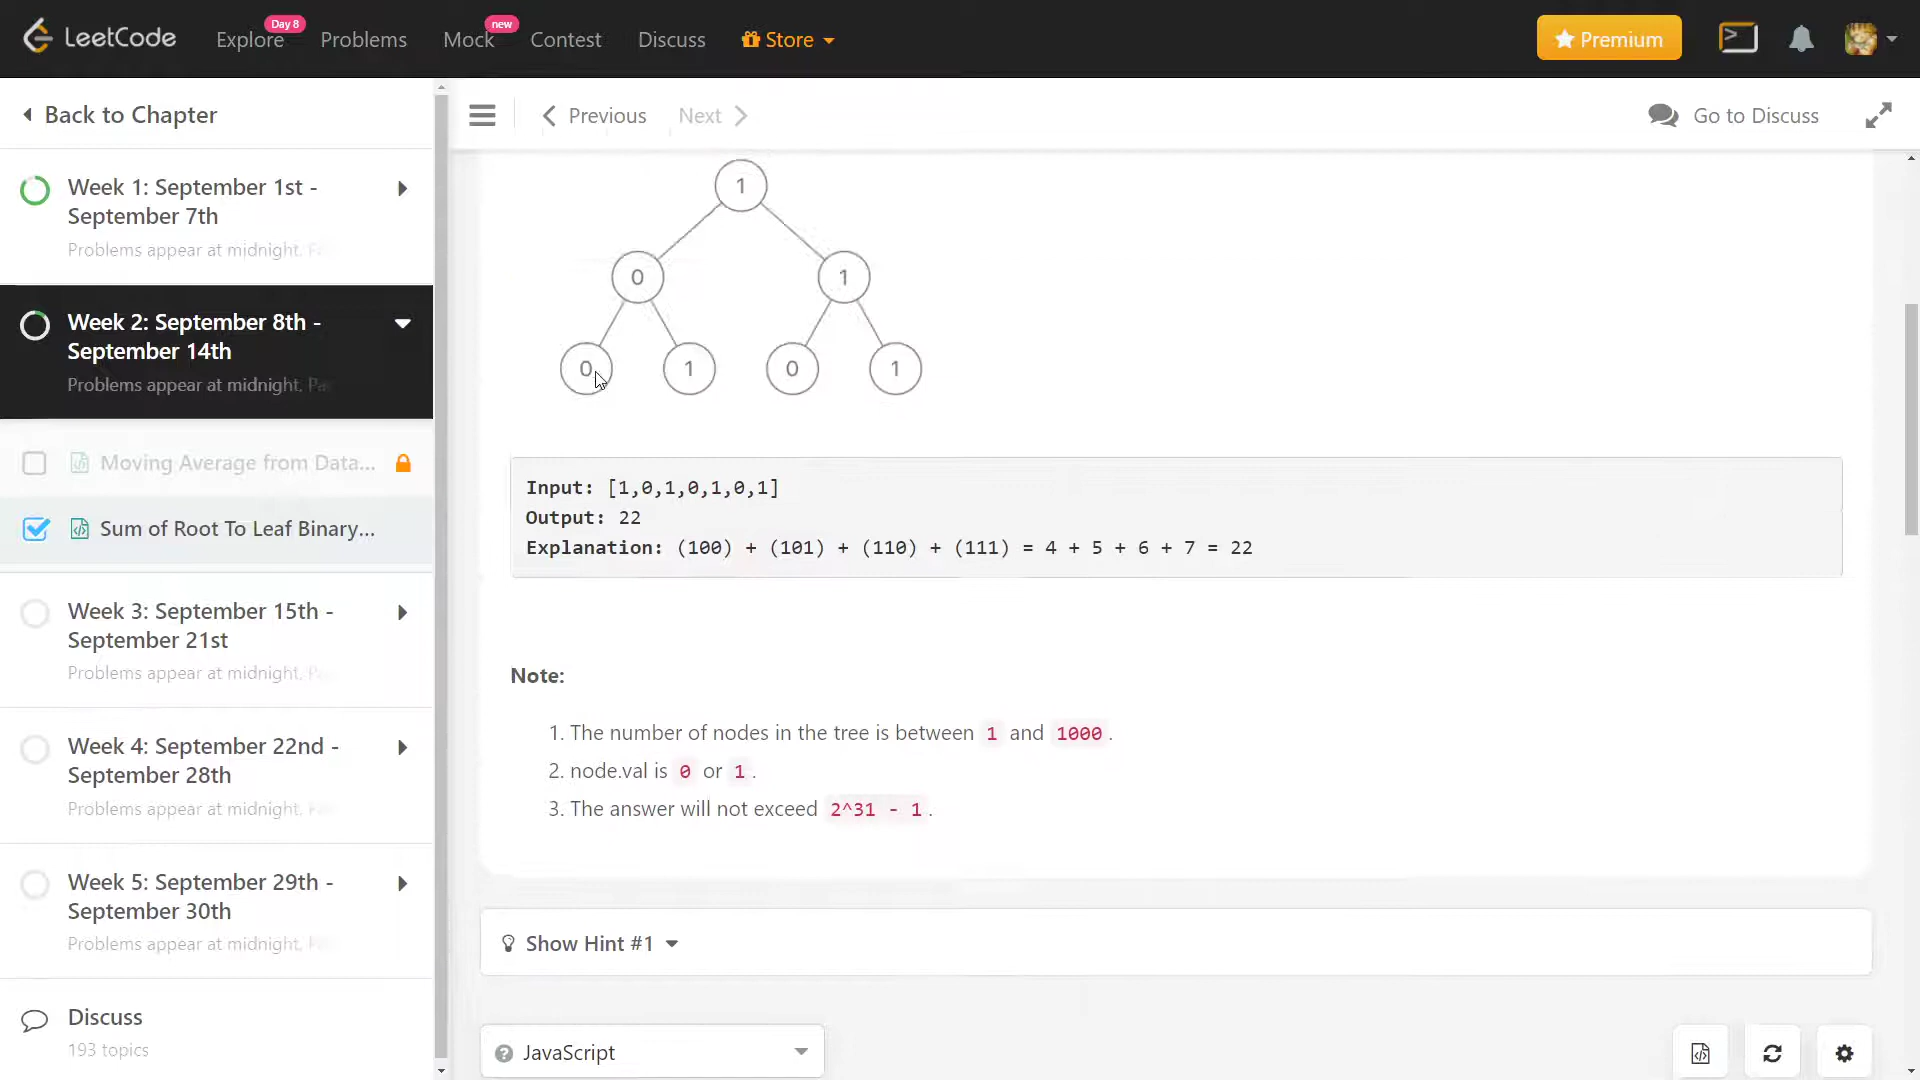 LeetCode
Explore
Day 8
Problems
Mock
new
Contest
Discuss
Store
Premium
Back to Chapter
Week 1: September 1st -
September 7th
Problems appear at midnight.
Week 2: September 8th -
September 14th
Problems appear at midnight.
Moving Average from Data...
Sum of Root To Leaf Binary...
Week 3: September 15th -
September 21st
Problems appear at midnight.
Week 4: September 22nd -
September 28th
Problems appear at midnight.
Week 5: September 29th -
September 30th
Problems appear at midnight.
Discuss
193 topics
Previous
Next
Go to Discuss
1
0 1
0 1 0 1
Input: [1,0,1,0,1,0,1]
Output: 22
Explanation: (100) + (101) + (110) + (111) = 4 + 5 + 6 + 7 = 22
Note:
1. The number of nodes in the tree is between 1 and 1000 .
2. node.val is 0 or 1 .
3. The answer will not exceed 2^31 - 1 .
Show Hint #1
JavaScript